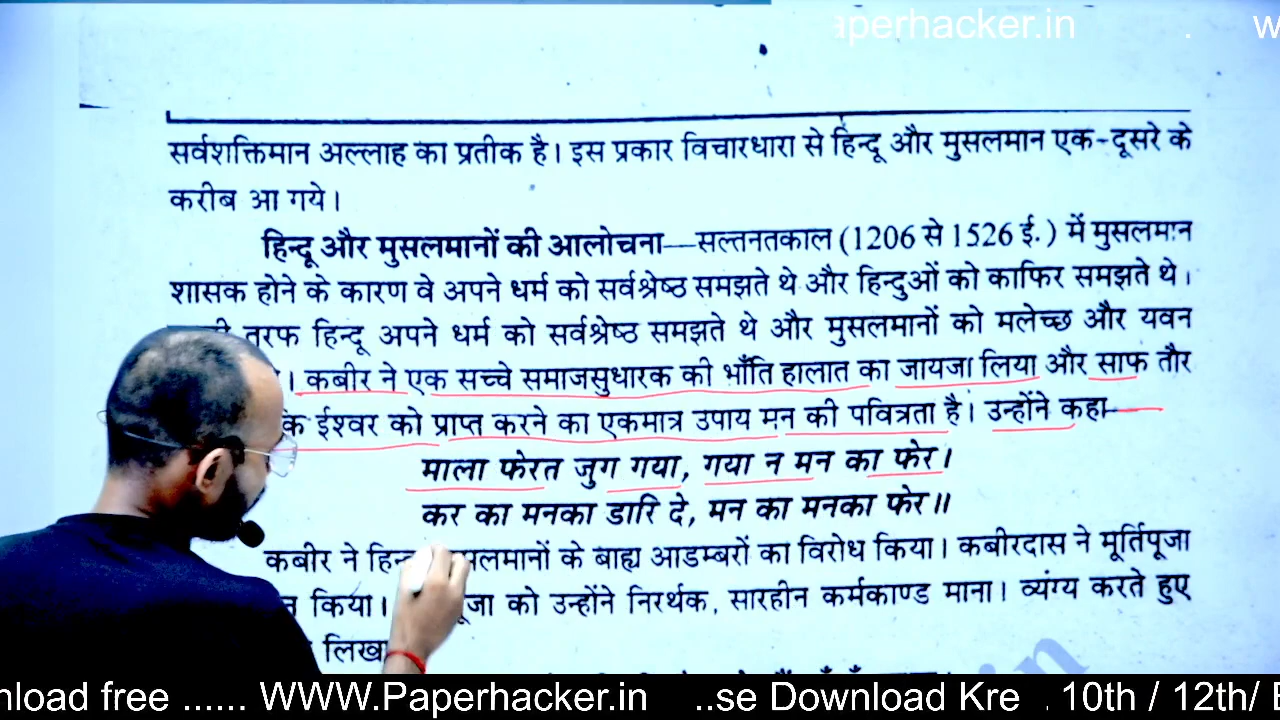 aperhacker.in . w
सर्वशक्तिमान अल्लाह का प्रतीक है। इस प्रकार विचारधारा से हिन्दू और मुसलमान एक-दूसरे के
करीब आ गये।
हिन्दू और मुसलमानों की आलोचना—सल्तनतकाल (1206 से 1526 ई.) में मुसलमान
शासक होने के कारण वे अपने धर्म को सर्वश्रेष्ठ समझते थे और हिन्दुओं को काफिर समझते थे।
तरफ हिन्दू अपने धर्म को सर्वश्रेष्ठ समझते थे और मुसलमानों को मलेच्छ और यवन
। कबीर ने एक सच्चे समाजसुधारक की भाँति हालात का जायजा लिया और साफ तौर
ईश्वर को प्राप्त करने का एकमात्र उपाय मन की पवित्रता है। उन्होंने कहा—
माला फेरत जुग गया, गया न मन का फेर।
कर का मनका डारि दे, मन का मनका फेर॥
कबीर ने के बाह्य आडम्बरों का विरोध किया। कबीरदास ने मूर्तिपूजा
किया। को उन्होंने निरर्थक, सारहीन कर्मकाण्ड माना। व्यंग्य करते हुए
लिखा
in
nload free ...... WWW.Paperhacker.in ..se Download Kre . 10th / 12th/ E